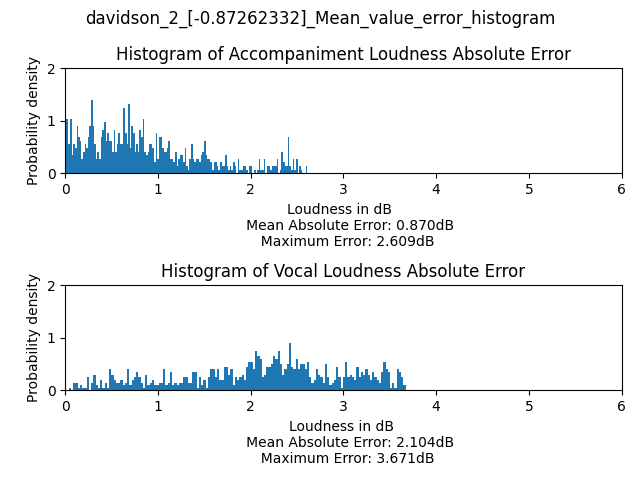 davidson_2_[-0.87262332]_Mean_value_error_histogram
Histogram of Accompaniment Loudness Absolute Error
Probability density
2
1
0
0 1 2 3 4 5 6
Loudness in dB
Mean Absolute Error: 0.870dB
Maximum Error: 2.609dB
Histogram of Vocal Loudness Absolute Error
Probability density
2
1
0
0 1 2 3 4 5 6
Loudness in dB
Mean Absolute Error: 2.104dB
Maximum Error: 3.671dB